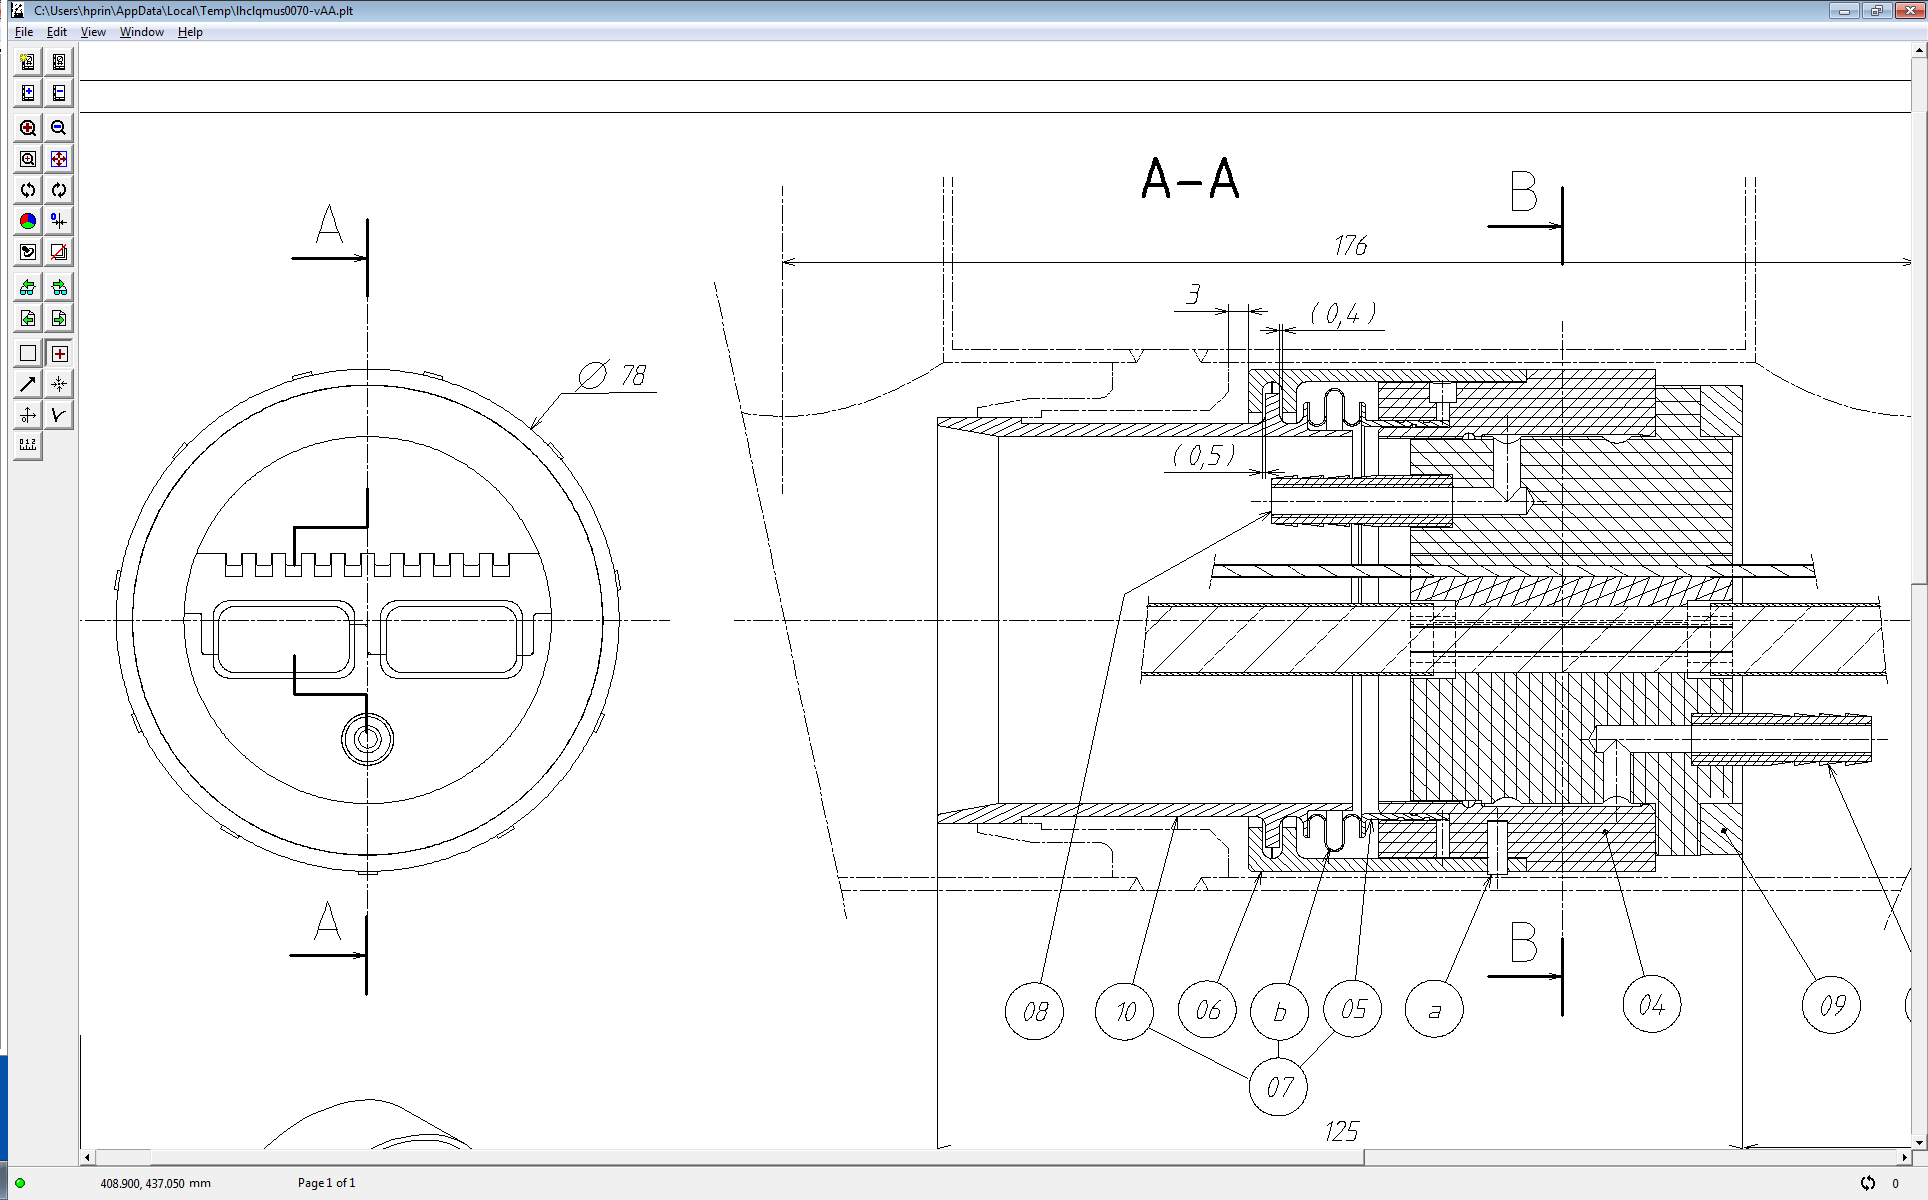 C:\Users\hprin\AppData\Local\Temp\lhclqmus0070-vAA.plt
File Edit View Window Help
A-A
A
B
176
3
(0,4)
Ø 78
(0,5)
A
B
08
10
06
b
05
a
04
09
07
125
408.900, 437.050 mm
Page 1 of 1
0